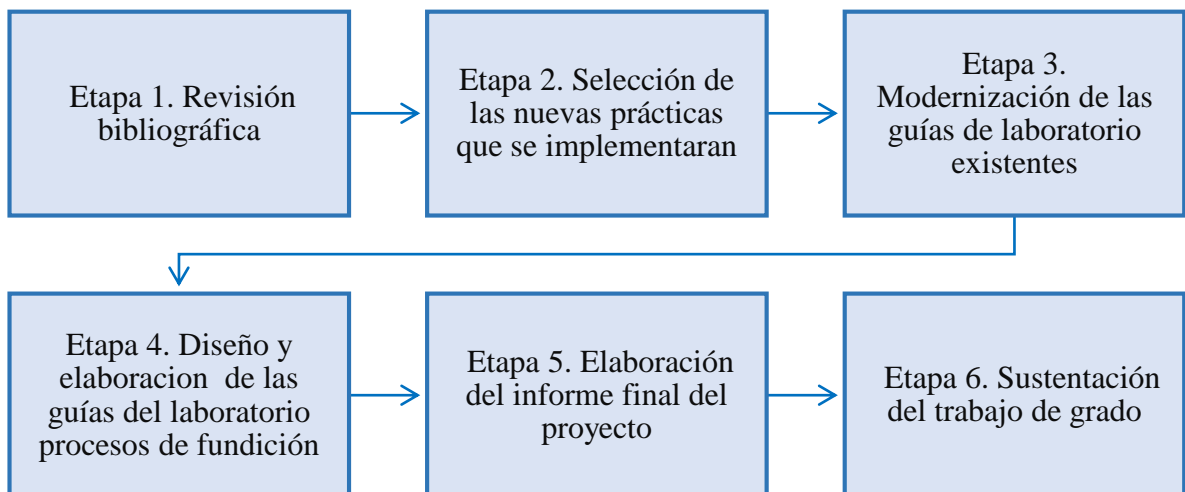 Etapa 1. Revisión
bibliográfica
Etapa 2. Selección de
las nuevas prácticas
que se implementaran
Etapa 3.
Modernización de las
guías de laboratorio
existentes
Etapa 4. Diseño y
elaboracion de las
guías del laboratorio
procesos de fundición
Etapa 5. Elaboración
del informe final del
proyecto
Etapa 6. Sustentación
del trabajo de grado